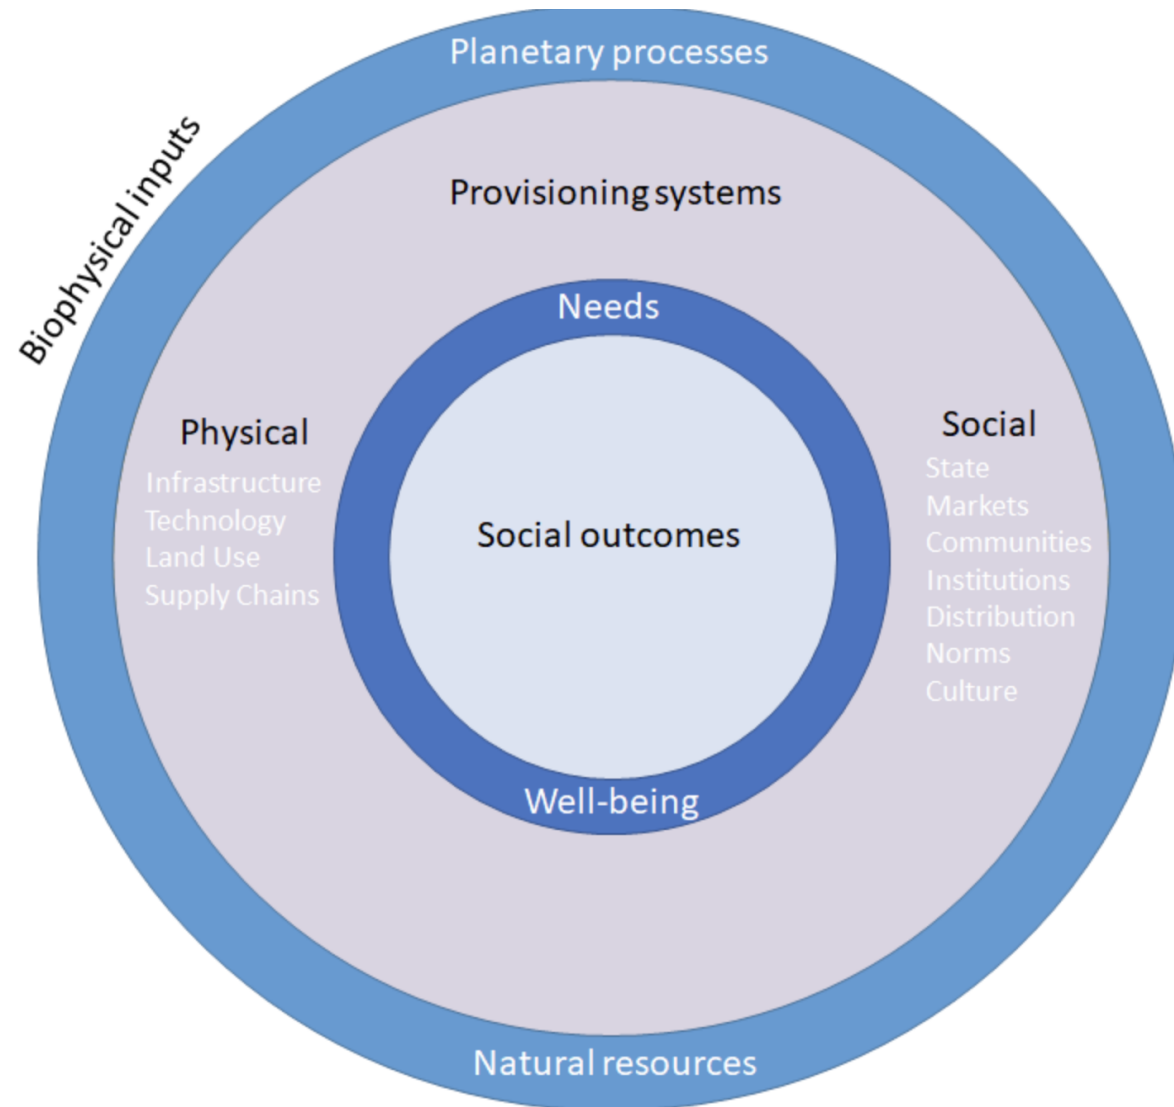 Planetary processes
Biophysical inputs
Provisioning systems
Needs
Physical
Infrastructure
Technology
Land Use
Supply Chains
Social outcomes
Social
State
Markets
Communities
Institutions
Distribution
Norms
Culture
Well-being
Natural resources